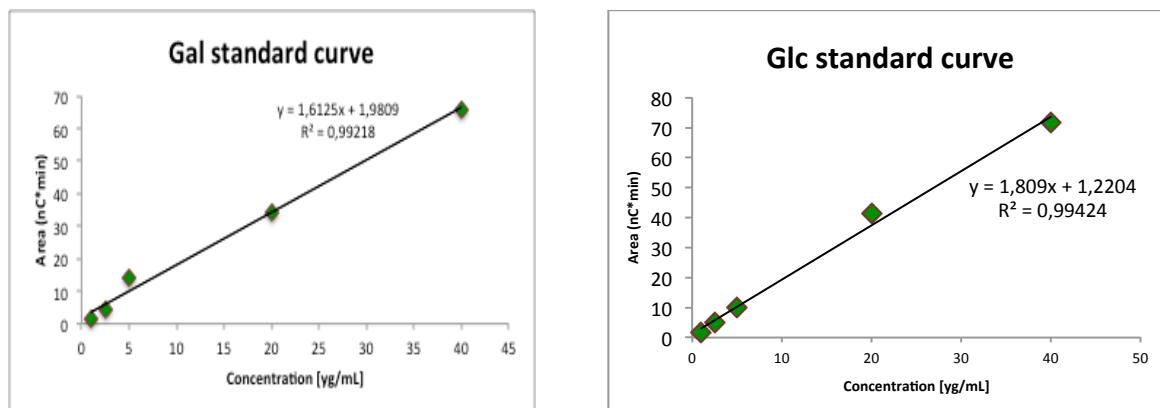 Gal standard curve
y = 1,6125x + 1,9809
R² = 0,99218
Area (nC*min)
70
60
50
40
30
20
10
0
0 5 10 15 20 25 30 35 40 45
Concentration [yg/mL]
Glc standard curve
y = 1,809x + 1,2204
R² = 0,99424
Area (nC*min)
80
70
60
50
40
30
20
10
0
0 10 20 30 40 50
Concentration [yg/mL]